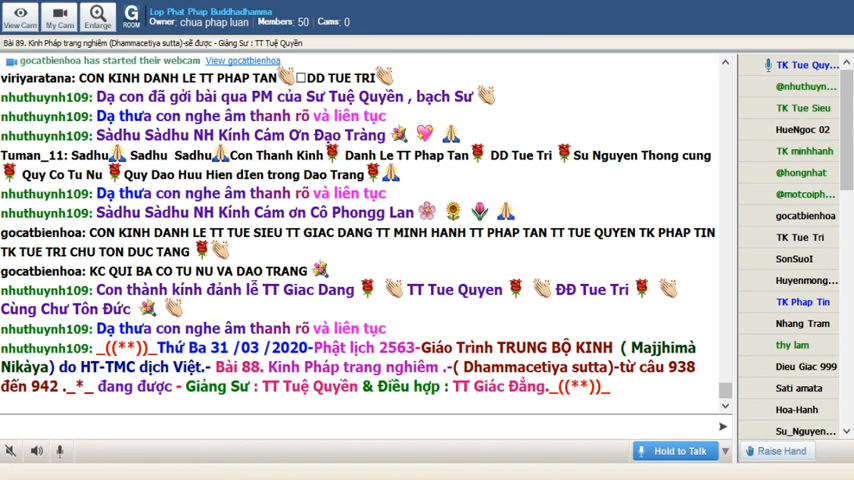 View Cam
My Cam
Enlarge
G
ROOM
Lop Phat Phap Buddhadhamma
Owner: chua phap luan / Members: 50 / Cams: 0
Bài 89. Kinh Pháp trang nghiêm (Dhammacetiya sutta)-sẽ được - Giảng Sư : TT Tuệ Quyền
gocatbienhoa has started their webcam View gocatbienhoa
viriyaratana: CON KINH DANH LE TT PHAP TAN DD TUE TRI
nhuthuynh109: Dạ con đã gởi bài qua PM của Sư Tuệ Quyền , bạch Sư
nhuthuynh109: Dạ thưa con nghe âm thanh rõ và liên tục
nhuthuynh109: Sàdhu Sàdhu NH Kính Cám Ơn Đạo Tràng
Tuman_11: Sadhu Sadhu Sadhu Con Thanh Kinh Danh Le TT Phap Tan DD Tue Tri Su Nguyen Thong cung
Quy Co Tu Nu Quy Dao Huu Hien dIen trong Dao Trang
nhuthuynh109: Dạ thưa con nghe âm thanh rõ và liên tục
nhuthuynh109: Sàdhu Sàdhu NH Kính Cám ơn Cô Phongg Lan
gocatbienhoa: CON KINH DANH LE TT TUE SIEU TT GIAC DANG TT MINH HANH TT PHAP TAN TT TUE QUYEN TK PHAP TIN
TK TUE TRI CHU TON DUC TANG
gocatbienhoa: KC QUI BA CO TU NU VA DAO TRANG
nhuthuynh109: Con thành kính đảnh lễ TT Giac Dang TT Tue Quyen ĐĐ Tue Tri
Cùng Chư Tôn Đức
nhuthuynh109: Dạ thưa con nghe âm thanh rõ và liên tục
nhuthuynh109: _((**))_Thứ Ba 31 /03 /2020-Phật lịch 2563-Giáo Trình TRUNG BỘ KINH ( Majjhimà
Nikàya) do HT-TMC dịch Việt.- Bài 88. Kinh Pháp trang nghiêm .-( Dhammacetiya sutta)-từ câu 938
đến 942 ._*_ đang được - Giảng Sư : TT Tuệ Quyền & Điều hợp : TT Giác Đẳng._((**))_
TK Tue Quy...
@nhuthuyn...
TK Tue Sieu
HueNgoc 02
TK minhhanh
@hongnhat
@motcoiph...
gocatbienhoa
TK Tue Tri
SonSuoI
Huyenmong...
TK Phap Tin
Nhang Tram
thy lam
Dieu Giac 999
Sati amata
Hoa-Hanh
Su_Nguyen...
Hold to Talk
Raise Hand